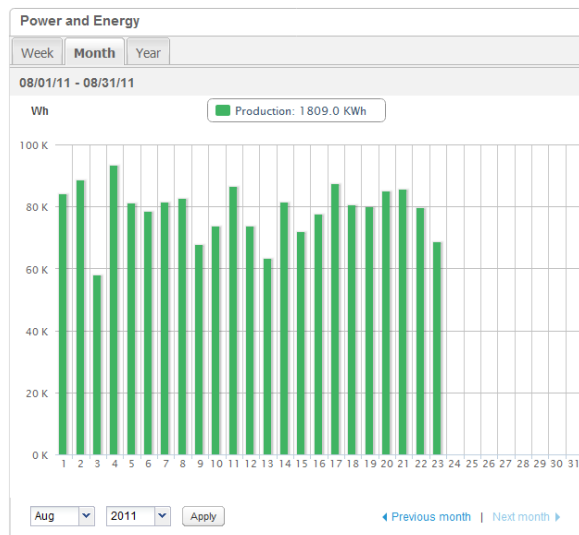 Power and Energy
Week Month Year
08/01/11 - 08/31/11
Wh Production: 1809.0 KWh
100 K
80 K
60 K
40 K
20 K
0 K
1 2 3 4 5 6 7 8 9 10 11 12 13 14 15 16 17 18 19 20 21 22 23 24 25 26 27 28 29 30 31
Aug 2011 Apply Previous month | Next month